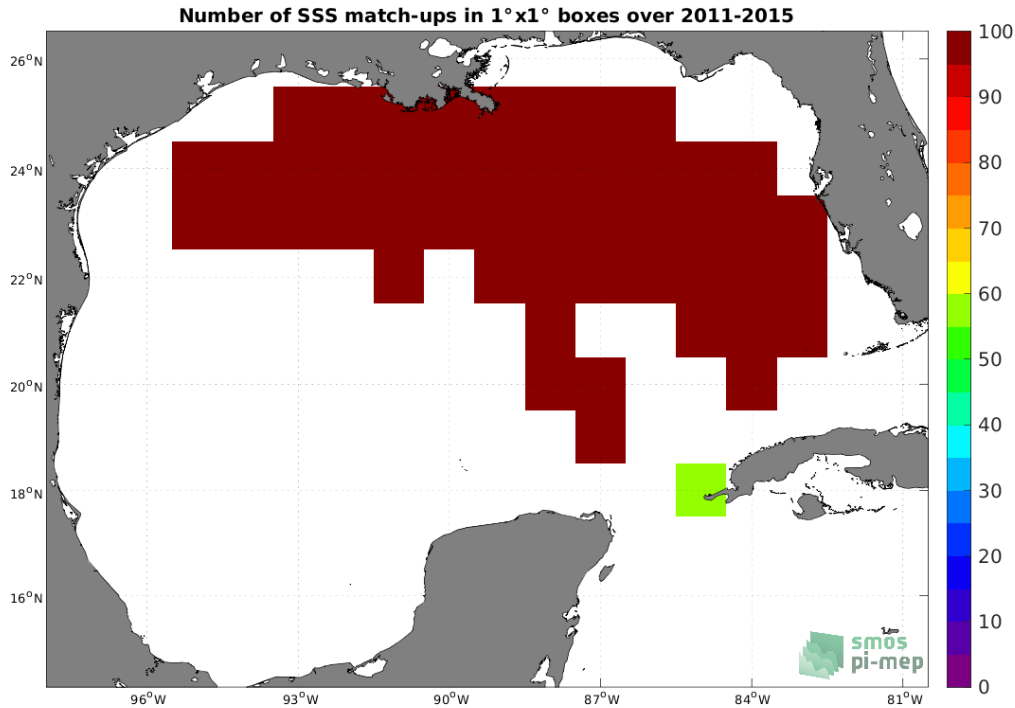 Number of SSS match-ups in 1°x1° boxes over 2011-2015
26°N
24°N
22°N
20°N
18°N
16°N
96°W
93°W
90°W
87°W
84°W
81°W
100
90
80
70
60
50
40
30
20
10
0
smos
pi-mep